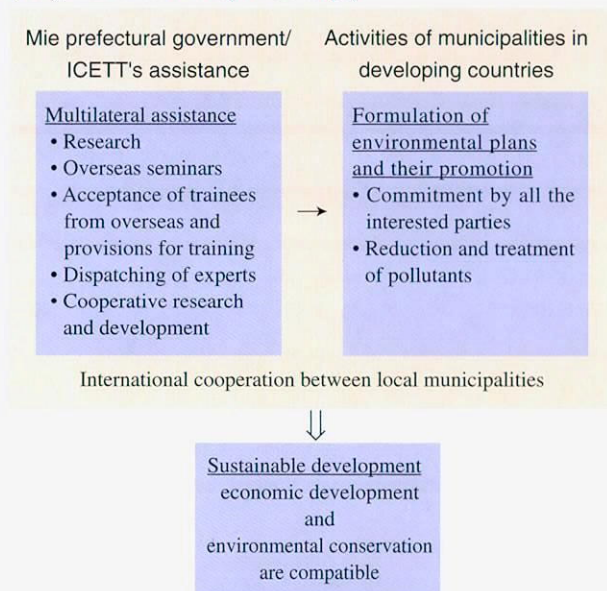 Mie prefectural government/
ICETT's assistance
Multilateral assistance
• Research
• Overseas seminars
• Acceptance of trainees
from overseas and
provisions for training
• Dispatching of experts
• Cooperative research
and development
→
Activities of municipalities in
developing countries
Formulation of
environmental plans
and their promotion
• Commitment by all the
interested parties
• Reduction and treatment
of pollutants
International cooperation between local municipalities
⇓
Sustainable development
economic development
and
environmental conservation
are compatible